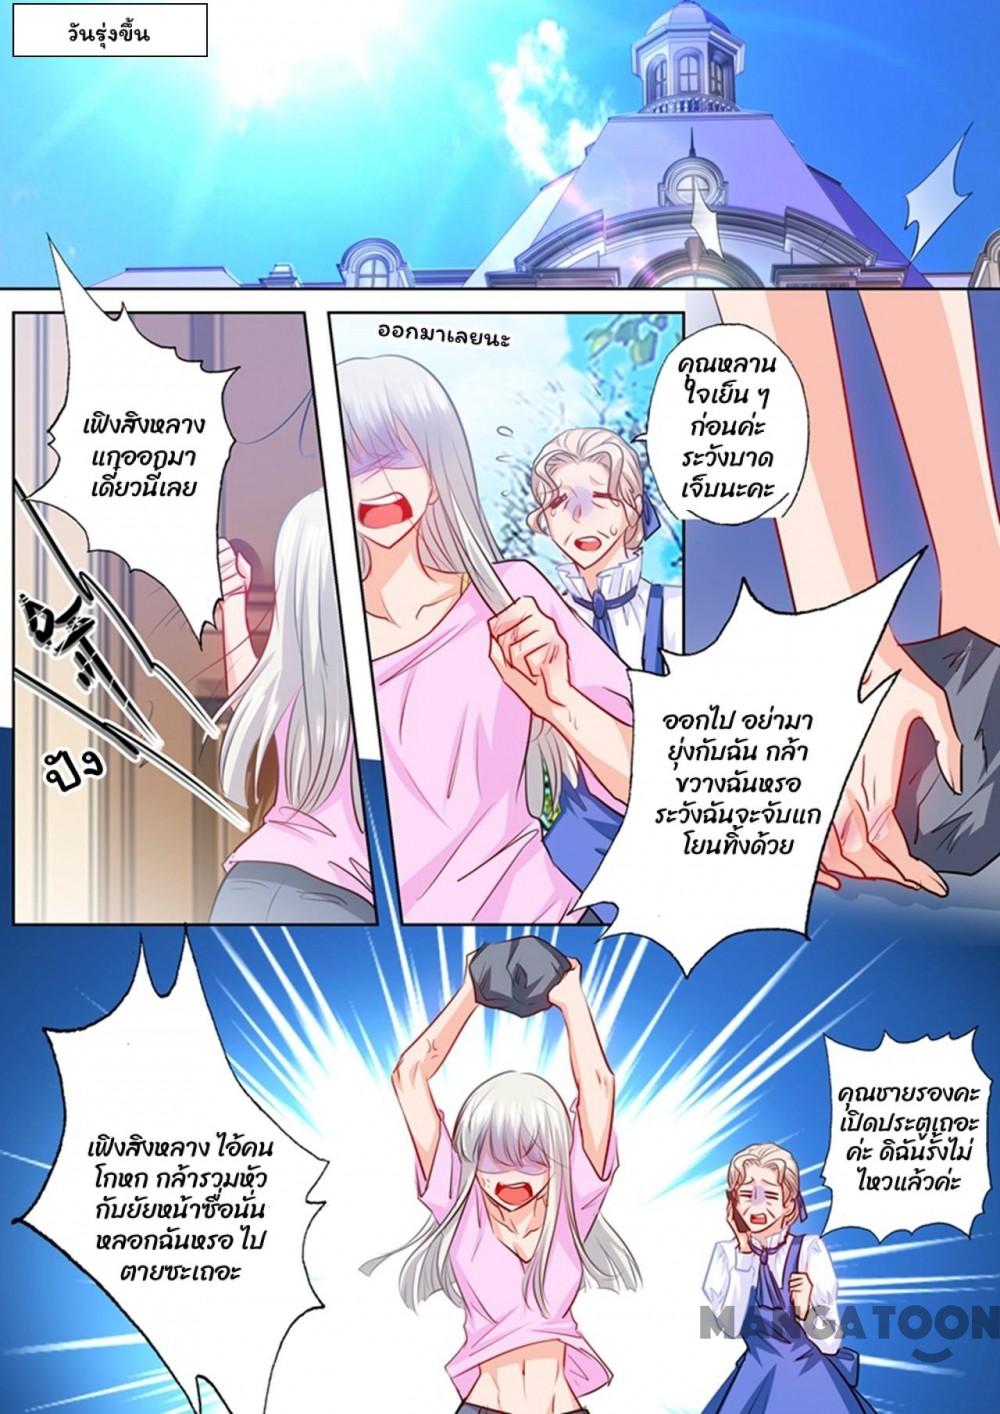 วันรุ่งขึ้น
เฟิงสิงหลาง
แกออกมา
เดี๋ยวนี้เลย
ปัง
ออกมาเลยนะ
คุณหลาน
ใจเย็น ๆ
ก่อนค่ะ
ระวังบาด
เจ็บนะคะ
ออกไป อย่ามา
ยุ่งกับฉัน กล้า
ขวางฉันหรอ
ระวังฉันจะจับแก
โยนทิ้งด้วย
เฟิงสิงหลาง ไอ้คน
โกหก กล้ารวมหัว
กับยัยหน้าซื่อนั่น
หลอกฉันหรอ ไป
ตายซะเถอะ
คุณชายรองคะ
เปิดประตูเถอะ
ค่ะ ดิฉันรั้งไม่
ไหวแล้วค่ะ
MANGATOON